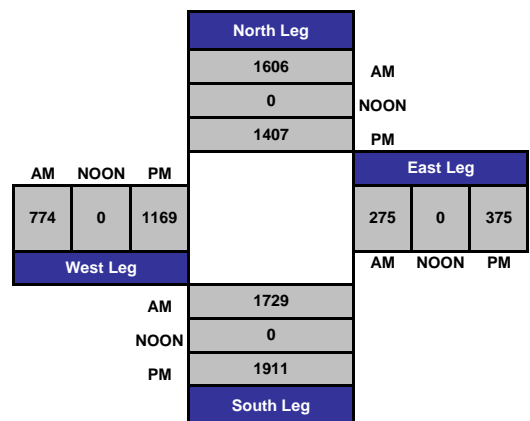 North Leg
1606 AM
0 NOON
1407 PM
AM NOON PM
East Leg
774 0 1169
275 0 375
West Leg
AM NOON PM
AM 1729
NOON 0
PM 1911
South Leg